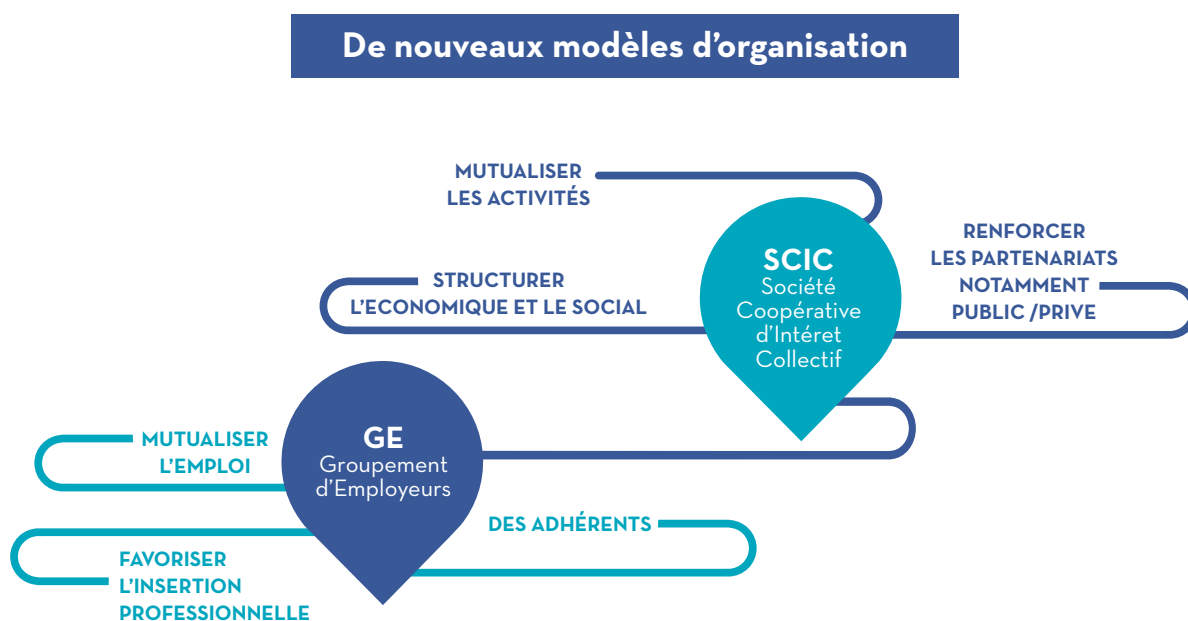 De nouveaux modèles d'organisation
MUTUALISER
LES ACTIVITÉS
SCIC
Société
Coopérative
d'Intéret
Collectif
RENFORCER
LES PARTENARIATS
NOTAMMENT
PUBLIC /PRIVE
STRUCTURER
L'ECONOMIQUE ET LE SOCIAL
GE
Groupement
d'Employeurs
MUTUALISER
L'EMPLOI
DES ADHÉRENTS
FAVORISER
L'INSERTION
PROFESSIONNELLE